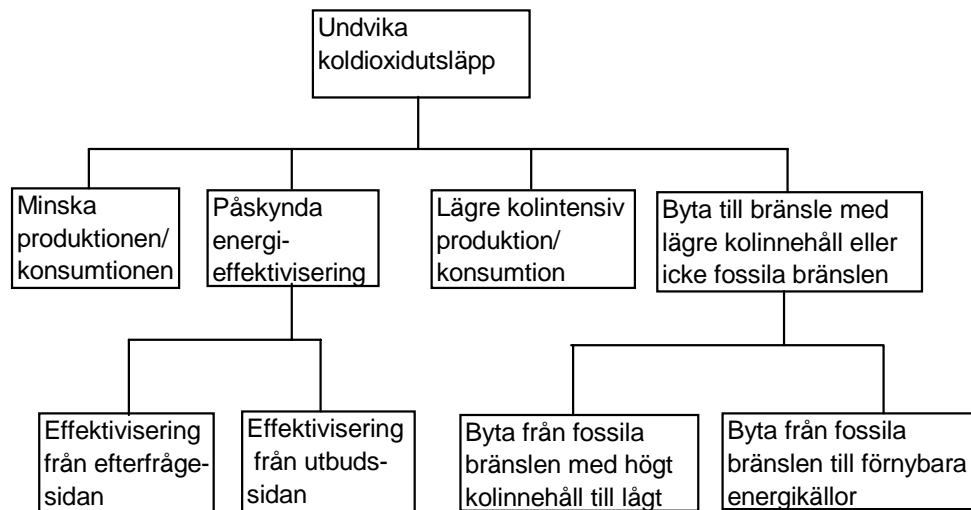 Undvika
koldioxidutsläpp
Minska
produktionen/
konsumtionen
Påskynda
energi-
effektivisering
Lägre kolintensiv
produktion/
konsumtion
Byta till bränsle med
lägre kolinnehåll eller
icke fossila bränslen
Effektivisering
från efterfråge-
sidan
Effektivisering
från utbuds-
sidan
Byta från fossila
bränslen med högt
kolinnehåll till lågt
Byta från fossila
bränslen till förnybara
energikällor